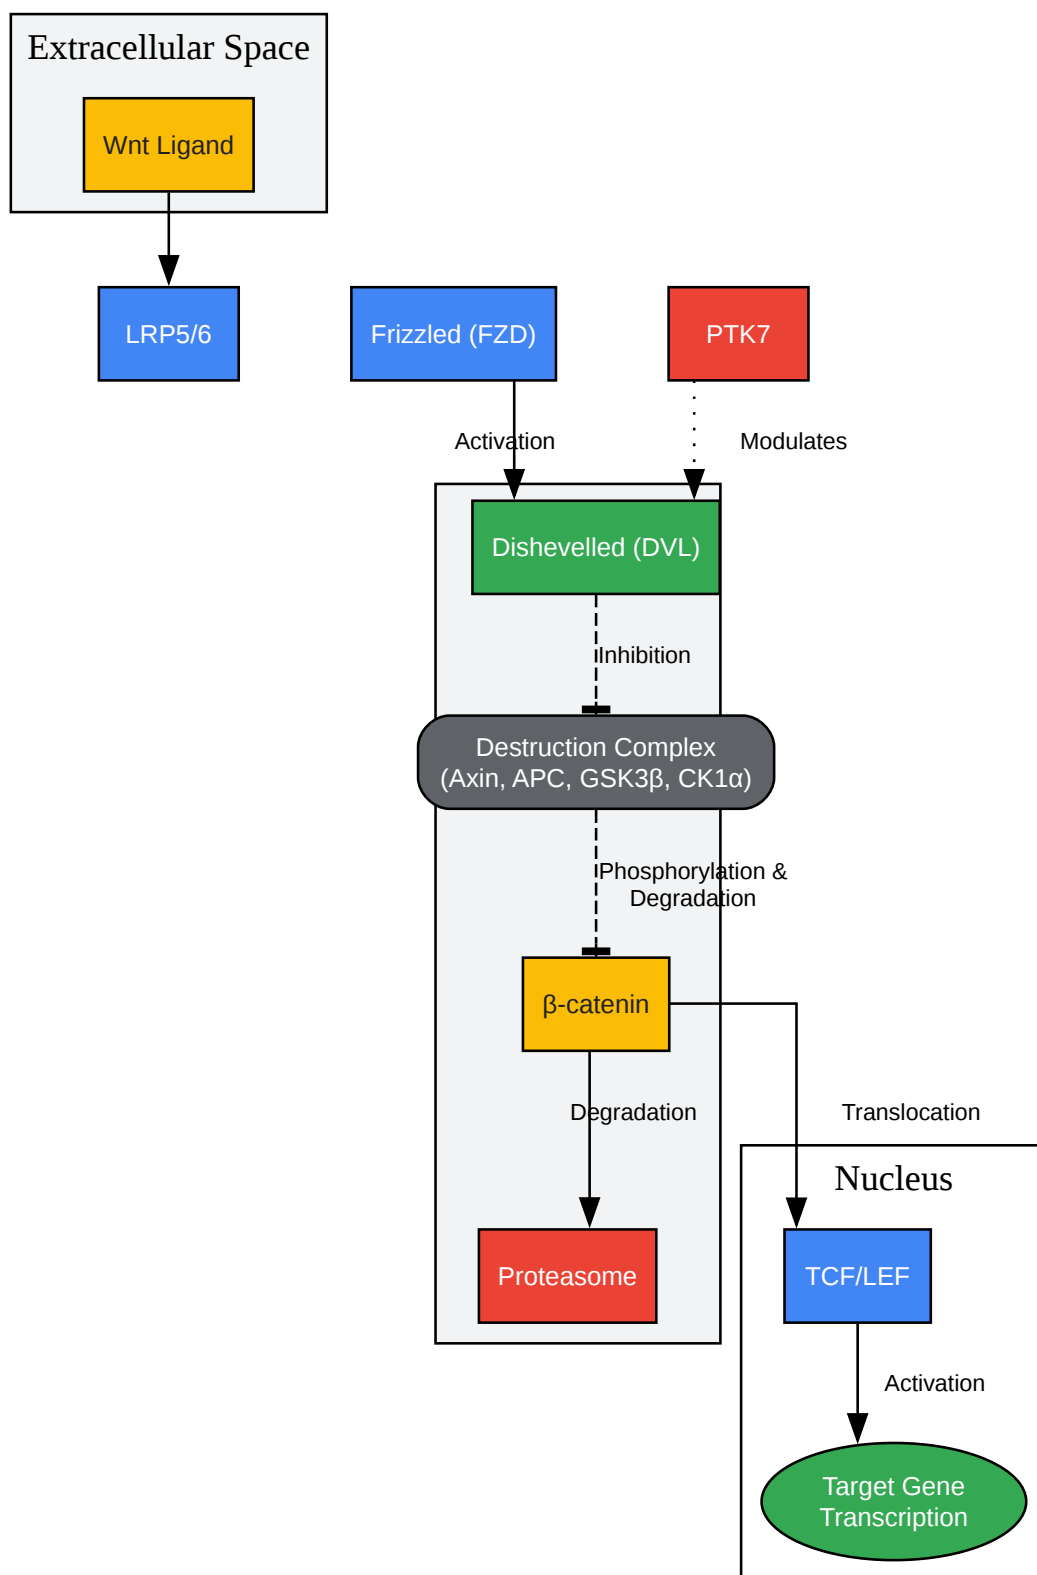 Extracellular Space
Wnt Ligand
LRP5/6
Frizzled (FZD)
PTK7
Activation
Modulates
Dishevelled (DVL)
Inhibition
Destruction Complex
(Axin, APC, GSK3β, CK1α)
Phosphorylation &
Degradation
β-catenin
Degradation
Translocation
Nucleus
Proteasome
TCF/LEF
Activation
Target Gene
Transcription